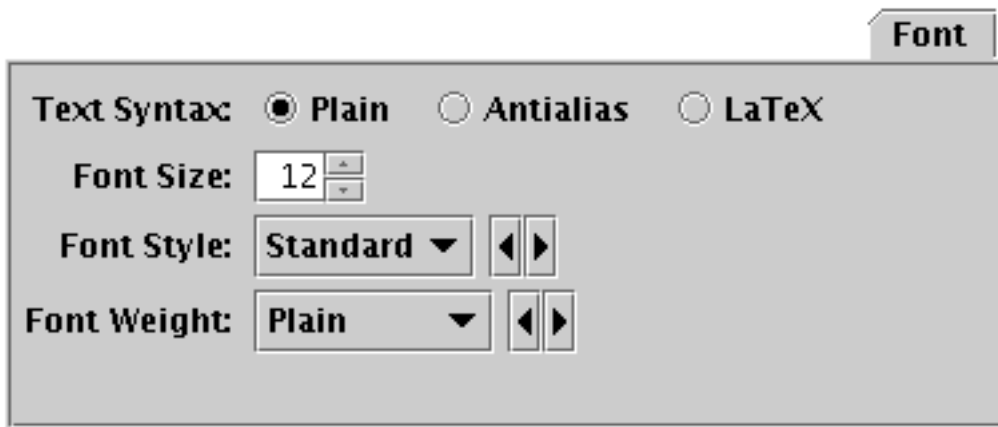 Font
Text Syntax: Plain Antialias LaTeX
Font Size: 12
Font Style: Standard
Font Weight: Plain